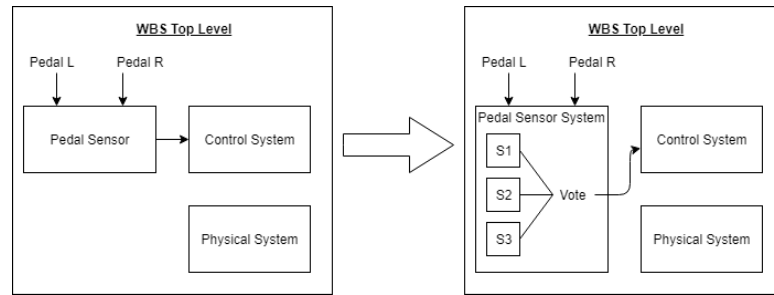 WBS Top Level
Pedal L
Pedal R
Pedal Sensor
Control System
Physical System
WBS Top Level
Pedal L
Pedal R
Pedal Sensor System
S1
S2
S3
Vote
Control System
Physical System